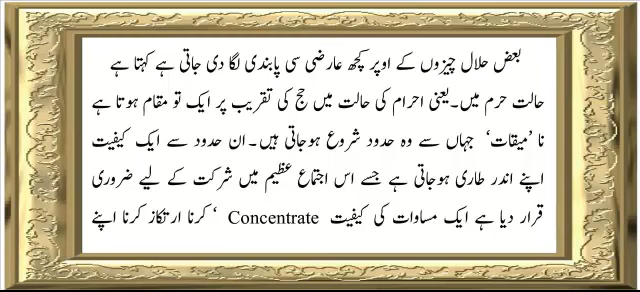 بعض حلال چیزوں کے اوپر کچھ عارضی سی پابندی لگا دی جاتی ہے کہتا ہے
حالت حرم میں۔یعنی احرام کی حالت میں حج کی تقریب پر ایک تو مقام ہوتا ہے
نا ’میقات‘ جہاں سے وہ حدود شروع ہوجاتی ہیں۔ان حدود سے ایک کیفیت
اپنے اندر طاری ہوجاتی ہے جسے اس اجتماع عظیم میں شرکت کے لیے ضروری
قرار دیا ہے ایک مساوات کی کیفیت Concentrate ‘ کرنا ارتکاز کرنا اپنے